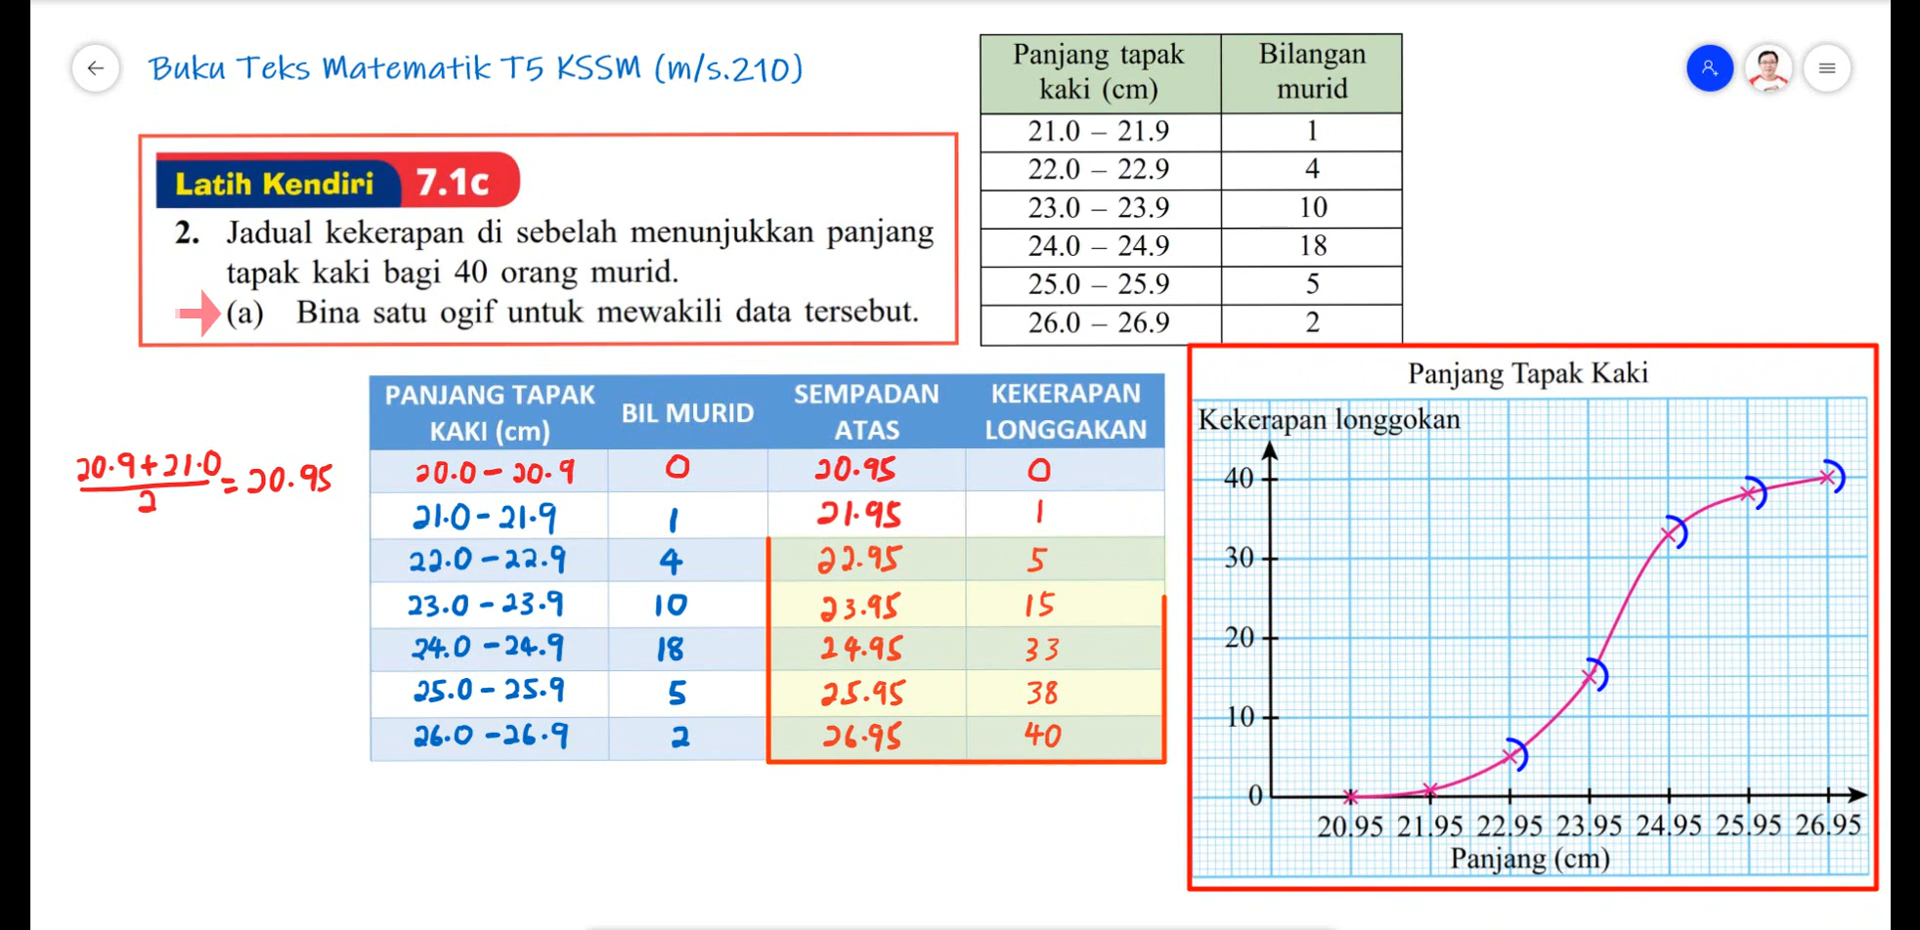 Buku Teks Matematik T5 KSSM (m/s.210)
Latih Kendiri 7.1c
2. Jadual kekerapan di sebelah menunjukkan panjang
tapak kaki bagi 40 orang murid.
(a) Bina satu ogif untuk mewakili data tersebut.
Panjang tapak kaki (cm) Bilangan murid
21.0 – 21.9 1
22.0 – 22.9 4
23.0 – 23.9 10
24.0 – 24.9 18
25.0 – 25.9 5
26.0 – 26.9 2
20.9+21.0
2
= 20.95
PANJANG TAPAK KAKI (cm) BIL MURID SEMPADAN ATAS KEKERAPAN LONGGAKAN
20.0 – 20.9 0 20.95 0
21.0 – 21.9 1 21.95 1
22.0 – 22.9 4 22.95 5
23.0 – 23.9 10 23.95 15
24.0 – 24.9 18 24.95 33
25.0 – 25.9 5 25.95 38
26.0 – 26.9 2 26.95 40
Panjang Tapak Kaki
Kekerapan longgokan
40
30
20
10
0
20.95 21.95 22.95 23.95 24.95 25.95 26.95
Panjang (cm)